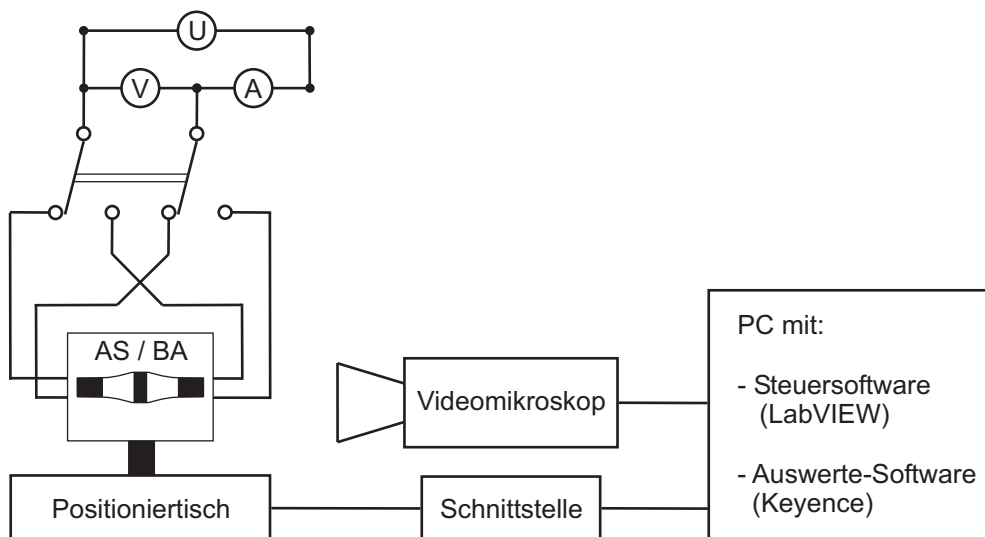 U
V
A
AS / BA
Videomikroskop
Positioniertisch
Schnittstelle
PC mit:
- Steuersoftware
(LabVIEW)
- Auswerte-Software
(Keyence)